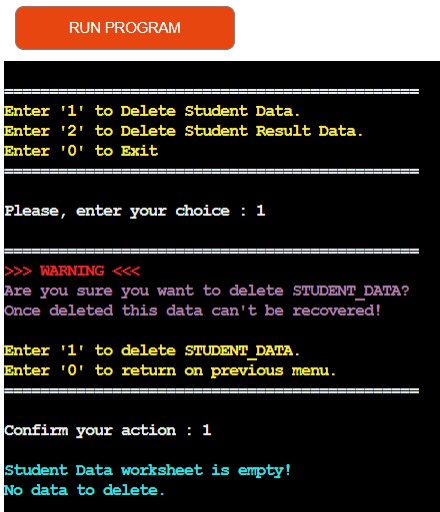 RUN PROGRAM
==============================================
Enter '1' to Delete Student Data.
Enter '2' to Delete Student Result Data.
Enter '0' to Exit
==============================================
Please, enter your choice : 1
==============================================
>>> WARNING <<<
Are you sure you want to delete STUDENT_DATA?
Once deleted this data can't be recovered!
Enter '1' to delete STUDENT_DATA.
Enter '0' to return on previous menu.
==============================================
Confirm your action : 1
Student Data worksheet is empty!
No data to delete.